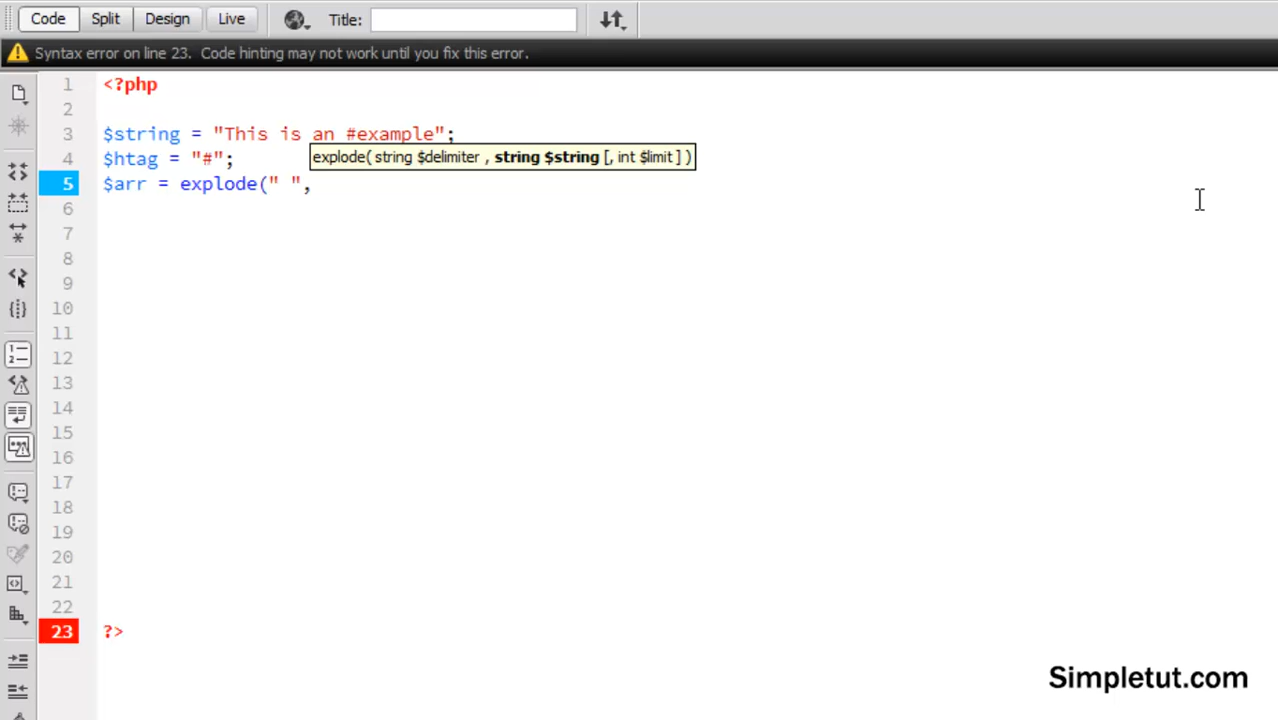 Code Split Design Live Title:
Syntax error on line 23. Code hinting may not work until you fix this error.
1 <?php
2
3 $string = "This is an #example";
4 $htag = "#";
explode( string $delimiter , string $string [, int $limit ] )
5 $arr = explode(" ",
6
7
8
9
10
11
12
13
14
15
16
17
18
19
20
21
22
23 ?>
Simpletut.com